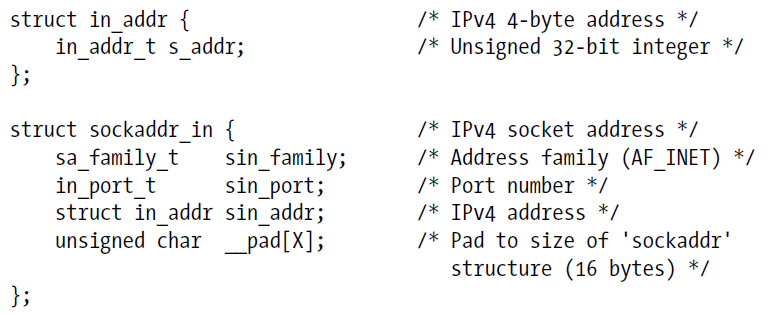 struct in_addr { /* IPv4 4-byte address */
in_addr_t s_addr; /* Unsigned 32-bit integer */
};
struct sockaddr_in { /* IPv4 socket address */
sa_family_t sin_family; /* Address family (AF_INET) */
in_port_t sin_port; /* Port number */
struct in_addr sin_addr; /* IPv4 address */
unsigned char __pad[X]; /* Pad to size of 'sockaddr'
structure (16 bytes) */
};